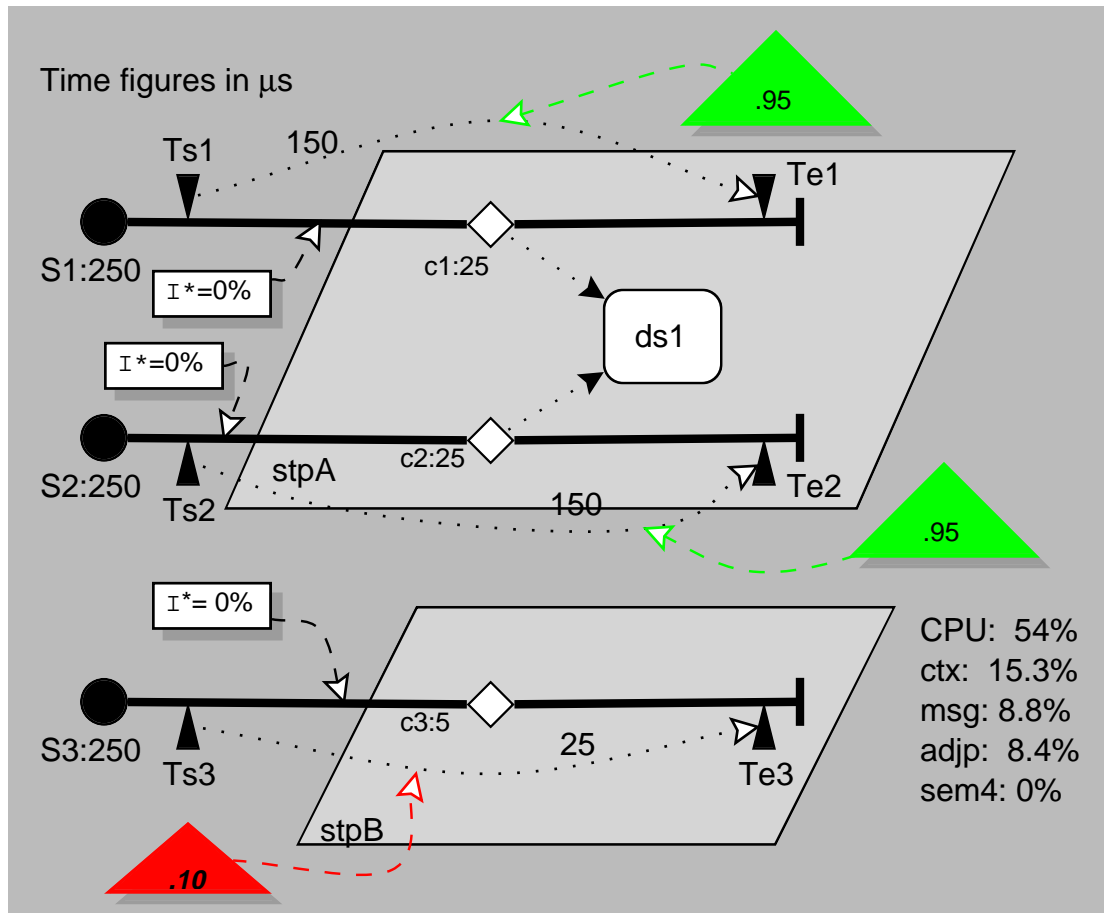 Time figures in μs
.95
Ts1
150
Te1
S1:250
c1:25
I*=0%
ds1
I*=0%
S2:250
Ts2
stpA
c2:25
150
Te2
.95
I*= 0%
S3:250
Ts3
c3:5
25
Te3
stpB
.10
CPU:  54%
ctx:  15.3%
msg: 8.8%
adjp:  8.4%
sem4: 0%